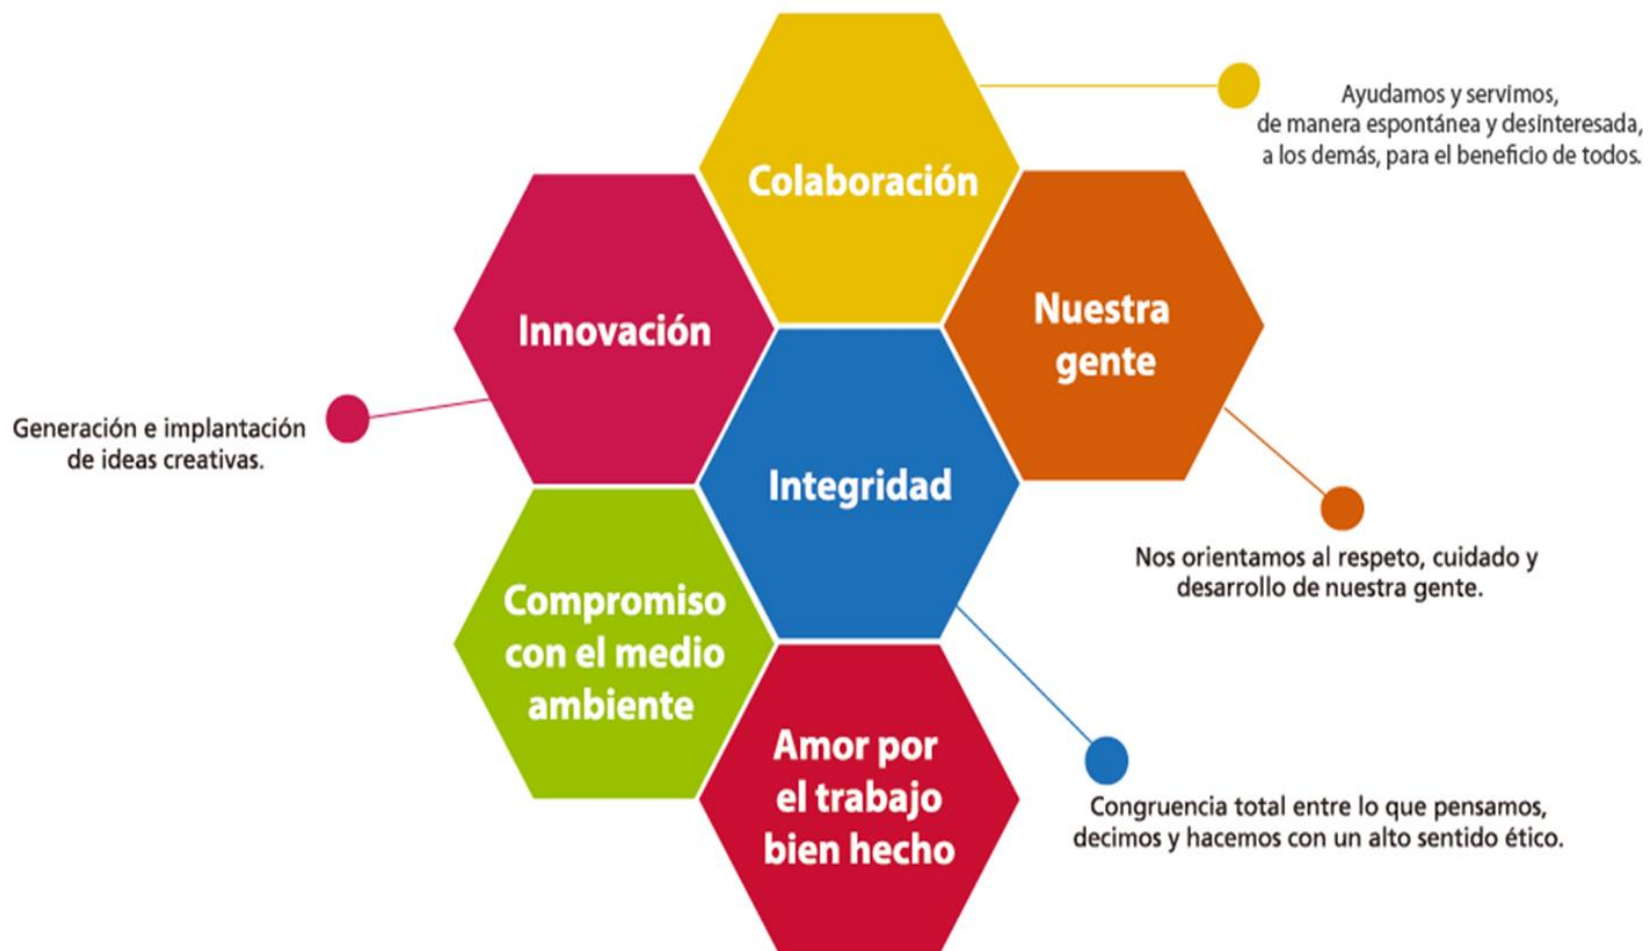 Colaboración
Ayudamos y servimos,
de manera espontánea y desinteresada,
a los demás, para el beneficio de todos.
Innovación
Generación e implantación
de ideas creativas.
Nuestra
gente
Nos orientamos al respeto, cuidado y
desarrollo de nuestra gente.
Integridad
Congruencia total entre lo que pensamos,
decimos y hacemos con un alto sentido ético.
Compromiso
con el medio
ambiente
Amor por
el trabajo
bien hecho